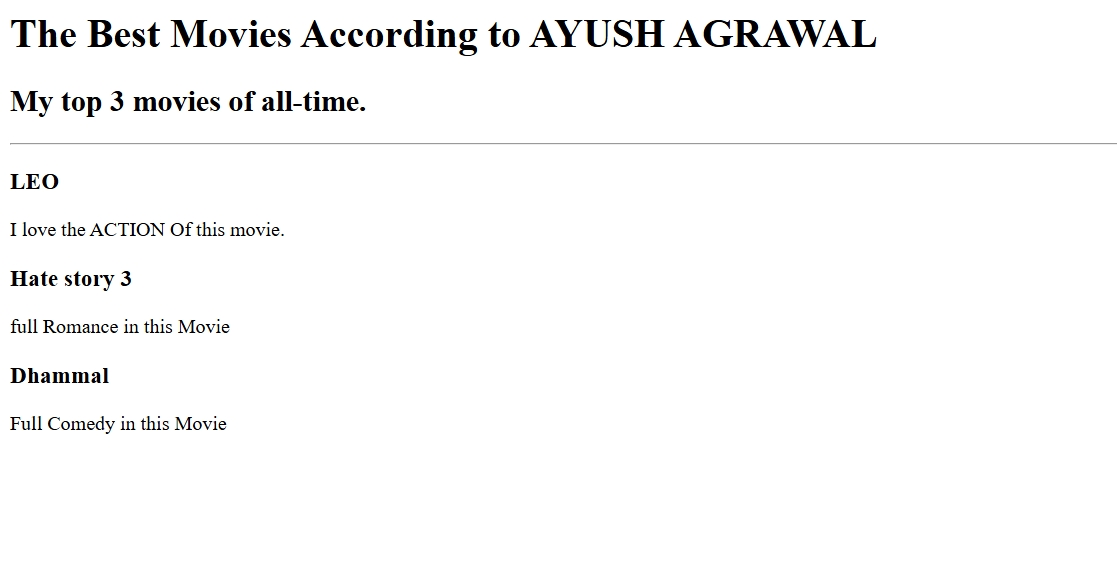 The Best Movies According to AYUSH AGRAWAL
My top 3 movies of all-time.
LEO
I love the ACTION Of this movie.
Hate story 3
full Romance in this Movie
Dhammal
Full Comedy in this Movie